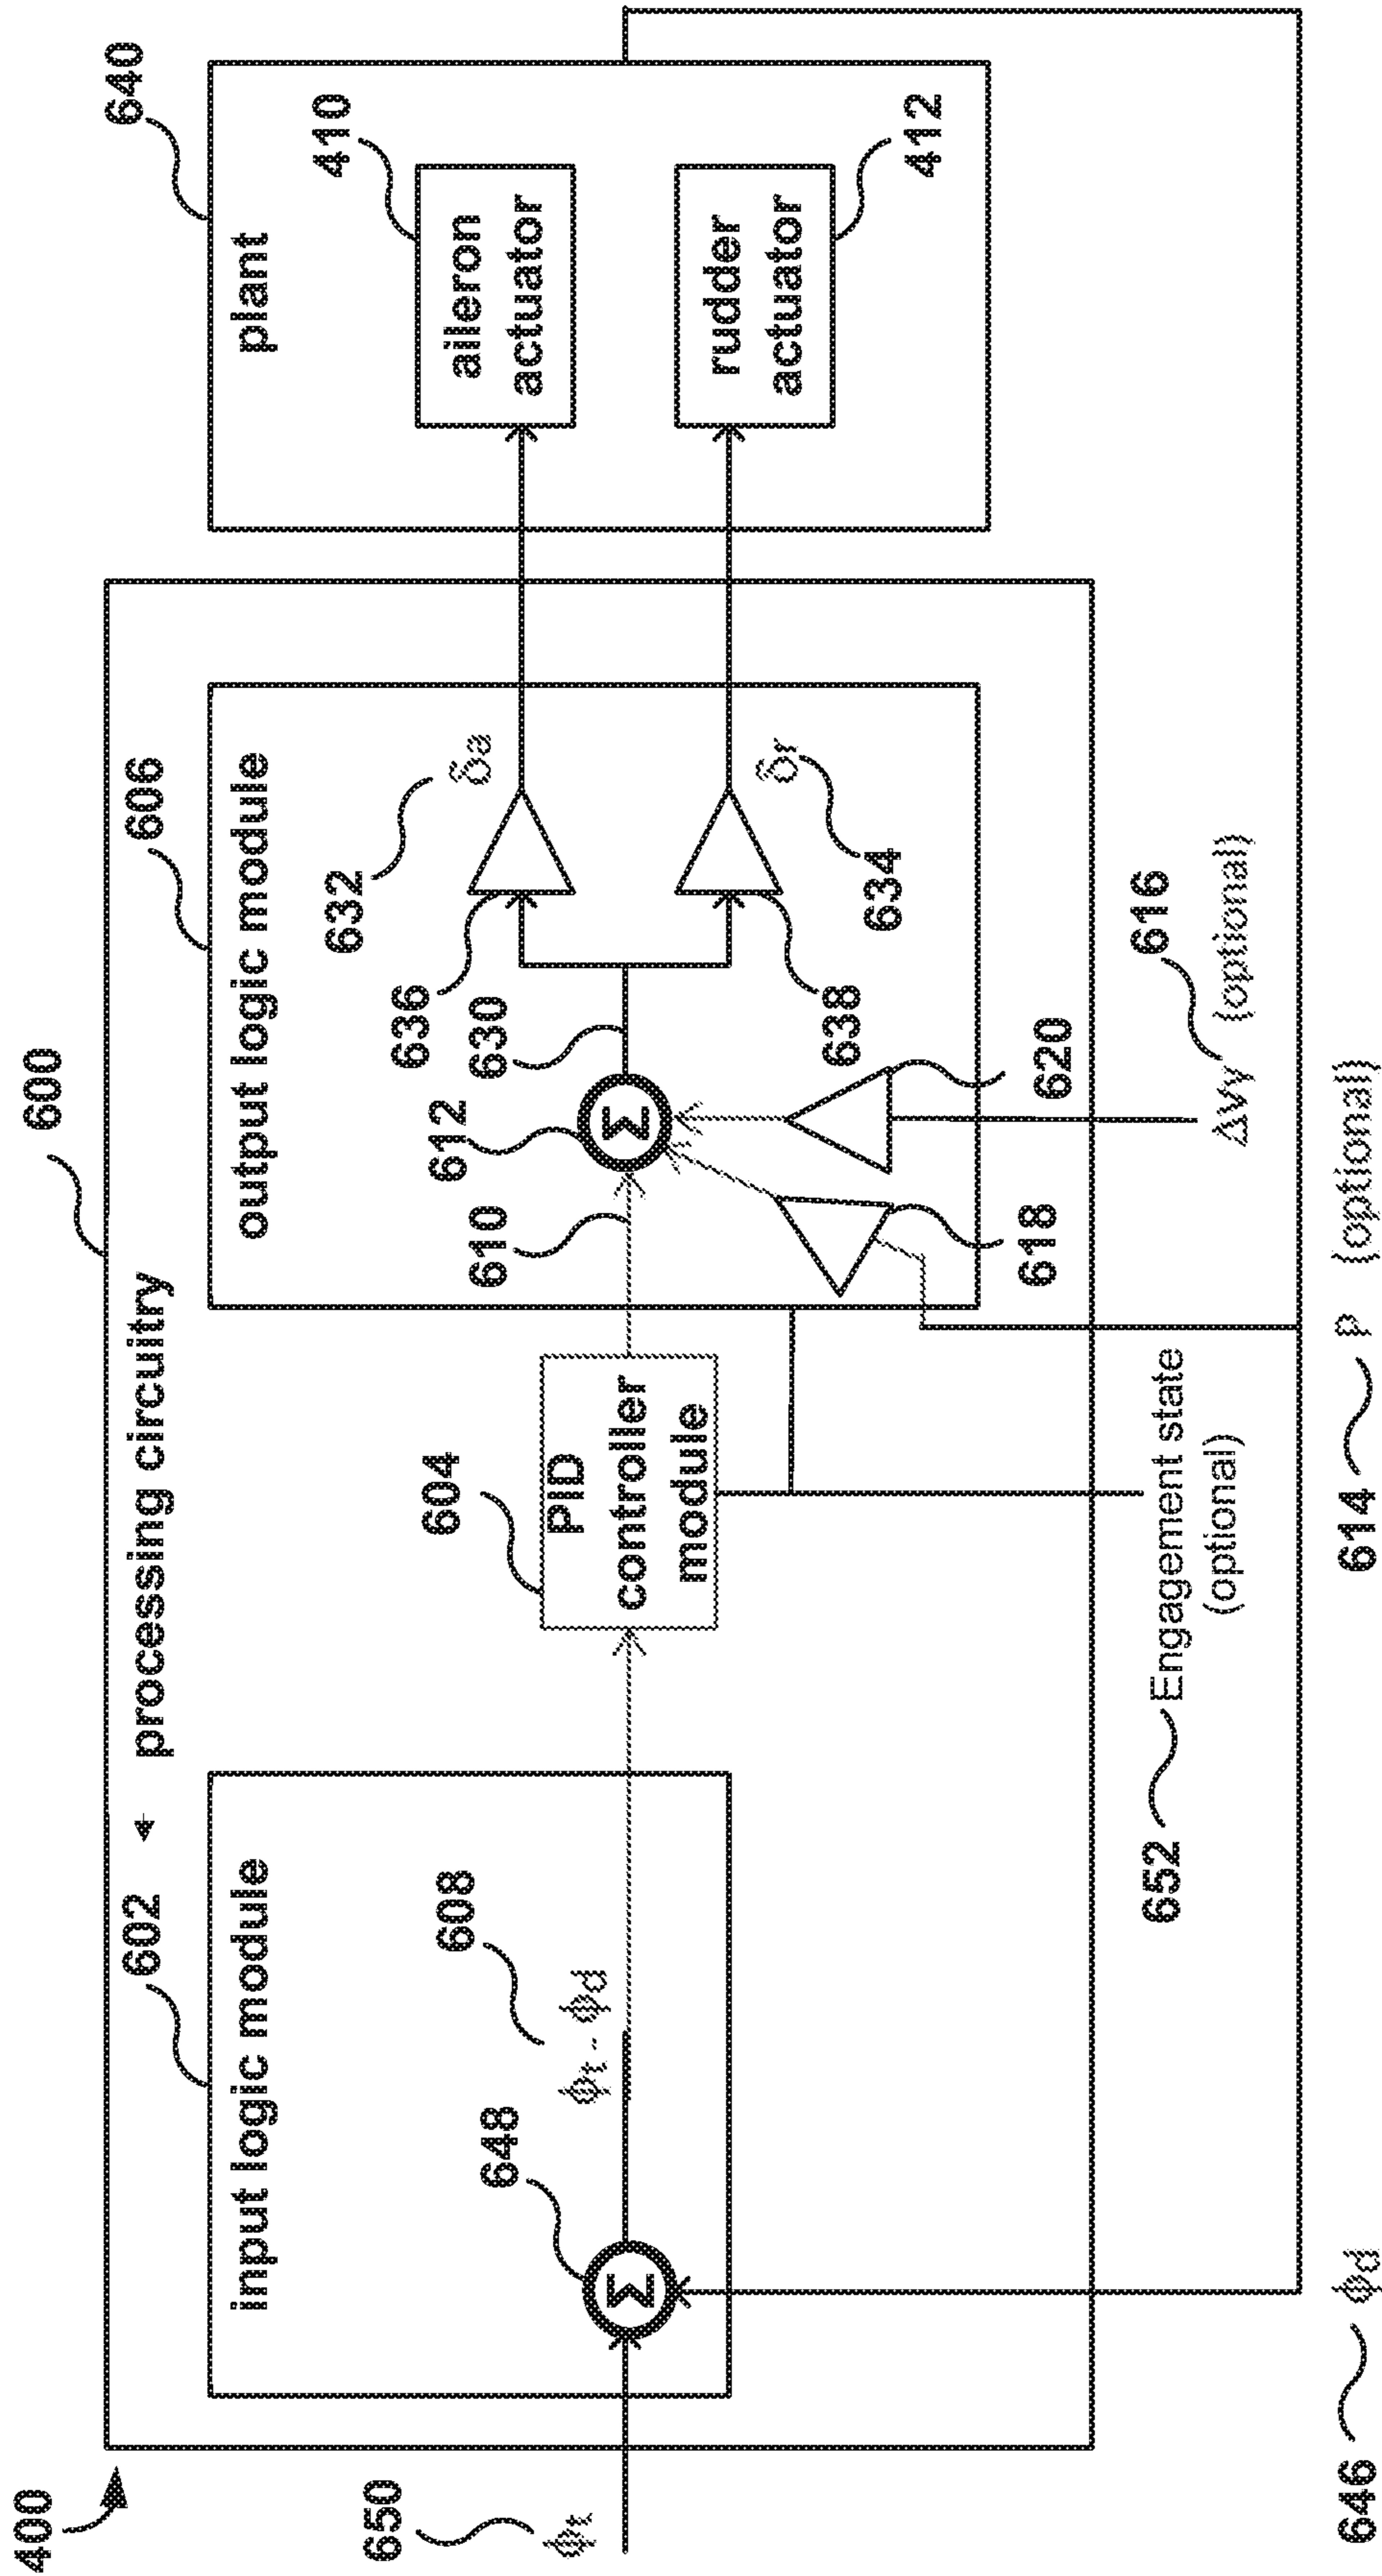 400
600
602
processing circuitry
input logic module
648
608
ϕt - ϕd
Σ
650
ϕt
604
PID
controller
module
606
output logic module
610
612
630
Σ
618
620
636
638
632
δa
634
δr
640
plant
410
aileron
actuator
rudder
actuator
412
652
Engagement state
(optional)
616
ΔVy (optional)
614
p (optional)
646
ϕd